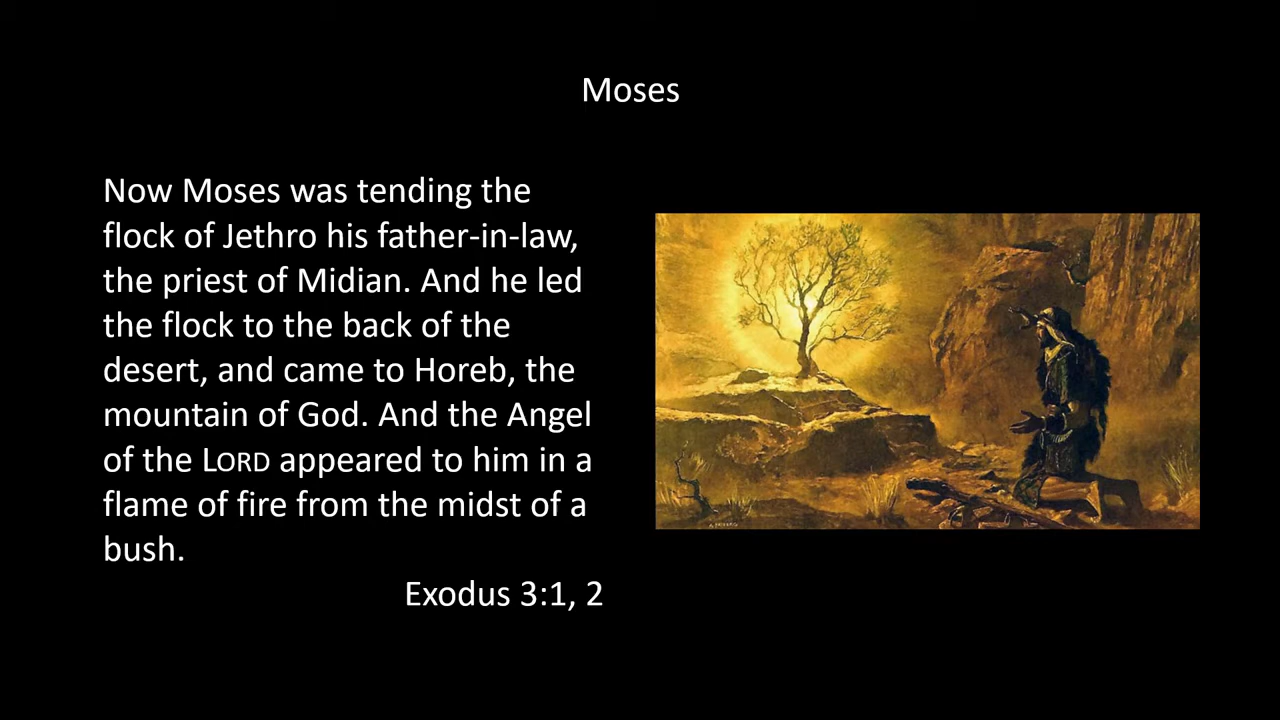 Moses
Now Moses was tending the
flock of Jethro his father-in-law,
the priest of Midian. And he led
the flock to the back of the
desert, and came to Horeb, the
mountain of God. And the Angel
of the LORD appeared to him in a
flame of fire from the midst of a
bush.
Exodus 3:1, 2